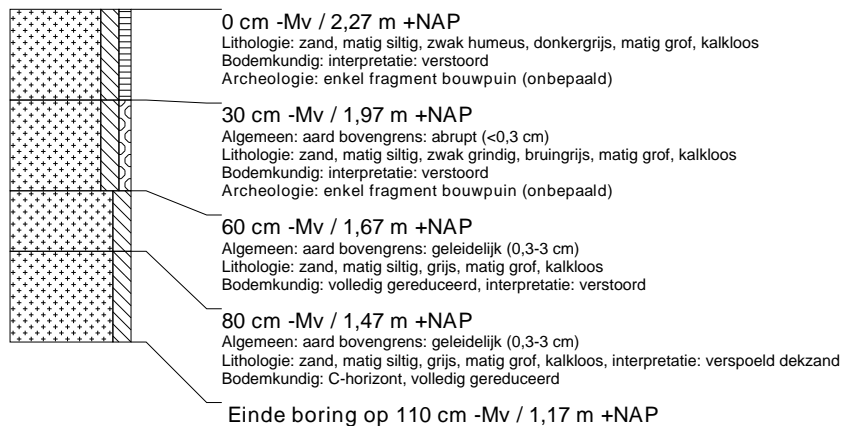 0 cm -Mv / 2,27 m +NAP
Lithologie: zand, matig siltig, zwak humeus, donkergrijs, matig grof, kalkloos
Bodemkundig: interpretatie: verstoord
Archeologie: enkel fragment bouwpuin (onbepaald)
30 cm -Mv / 1,97 m +NAP
Algemeen: aard bovengrens: abrupt (<0,3 cm)
Lithologie: zand, matig siltig, zwak grindig, bruingrijs, matig grof, kalkloos
Bodemkundig: interpretatie: verstoord
Archeologie: enkel fragment bouwpuin (onbepaald)
60 cm -Mv / 1,67 m +NAP
Algemeen: aard bovengrens: geleidelijk (0,3-3 cm)
Lithologie: zand, matig siltig, grijs, matig grof, kalkloos
Bodemkundig: volledig gereduceerd, interpretatie: verstoord
80 cm -Mv / 1,47 m +NAP
Algemeen: aard bovengrens: geleidelijk (0,3-3 cm)
Lithologie: zand, matig siltig, grijs, matig grof, kalkloos, interpretatie: verspoeld dekzand
Bodemkundig: C-horizont, volledig gereduceerd
Einde boring op 110 cm -Mv / 1,17 m +NAP